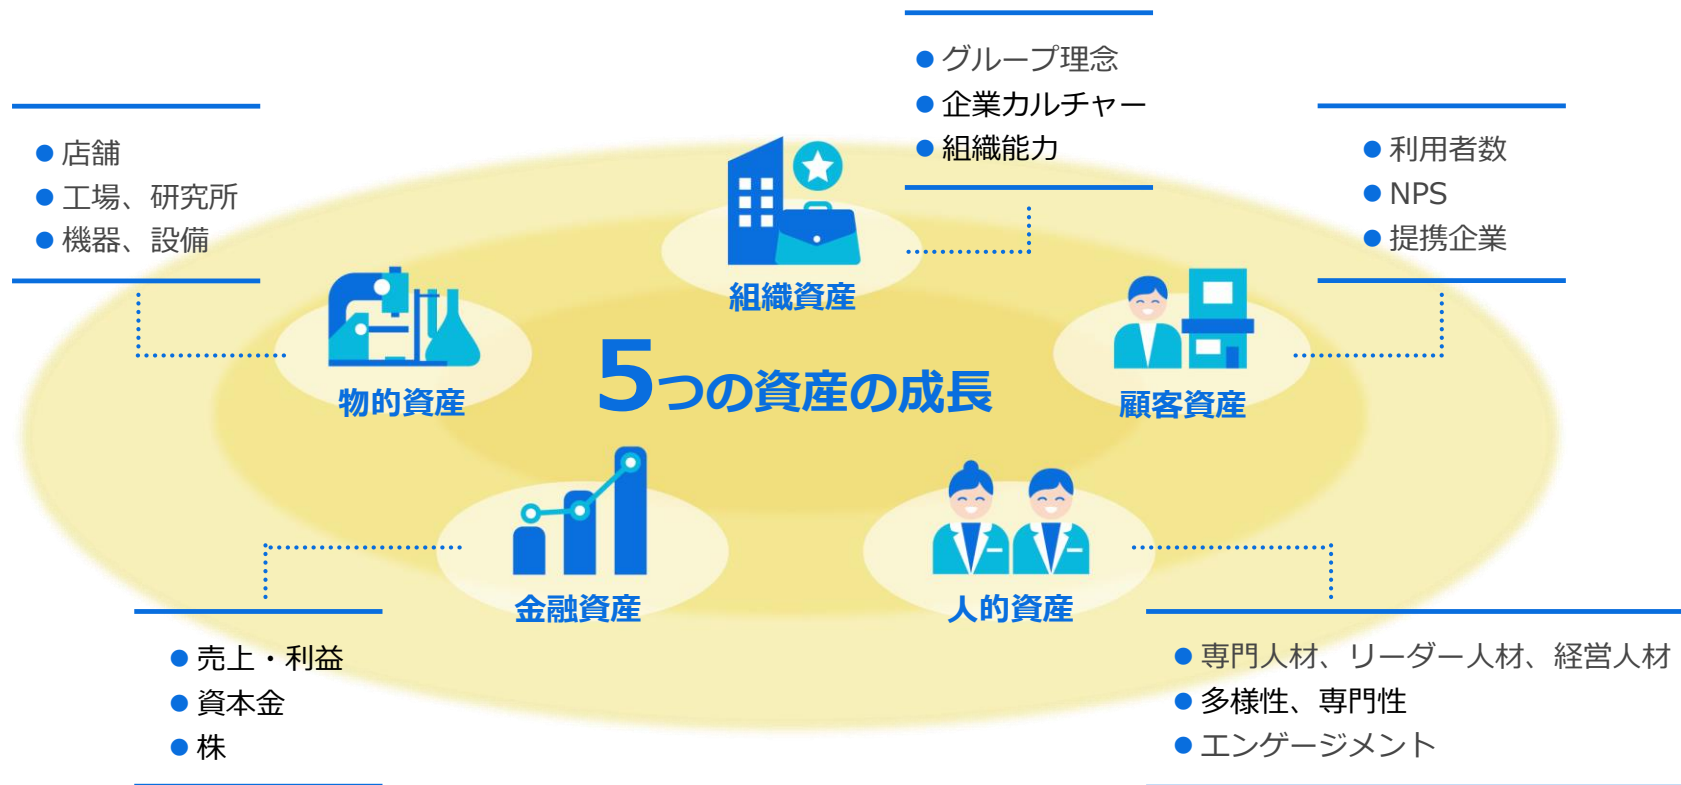 グループ理念
企業カルチャー
組織能力
店舗
工場、研究所
機器、設備
利用者数
NPS
提携企業
組織資産
物的資産
5つの資産の成長
顧客資産
金融資産
人的資産
売上・利益
資本金
株
専門人材、リーダー人材、経営人材
多様性、専門性
エンゲージメント